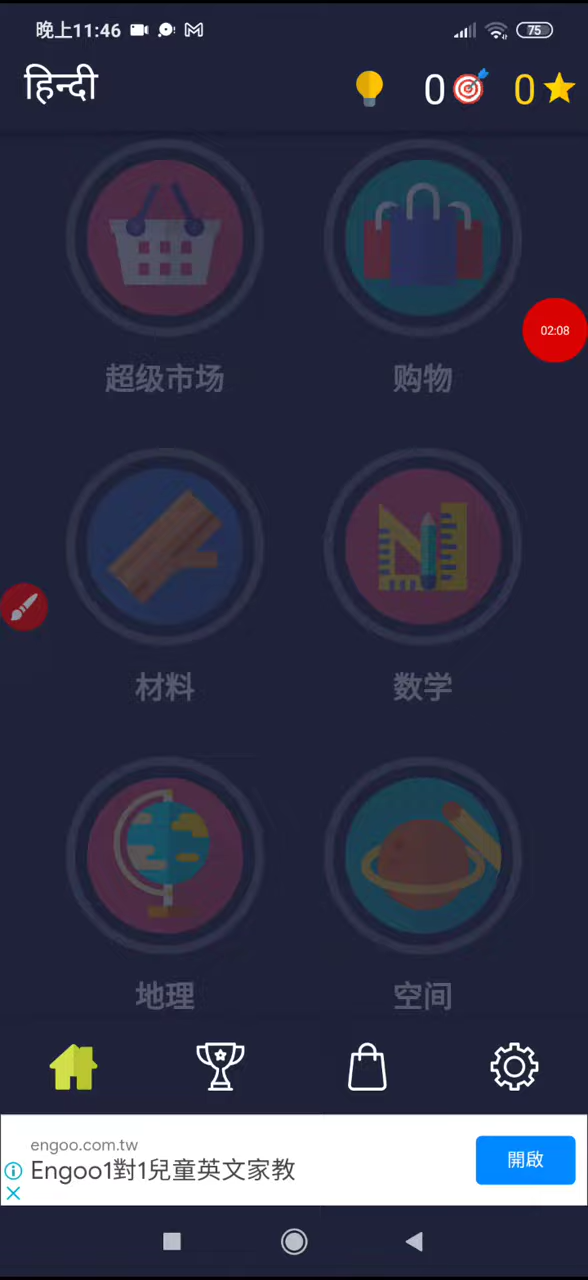 晚上11:46
75
हिन्दी
0
0
超级市场
购物
02:08
材料
数学
地理
空间
engoo.com.tw
Engoo1對1兒童英文家教
開啟